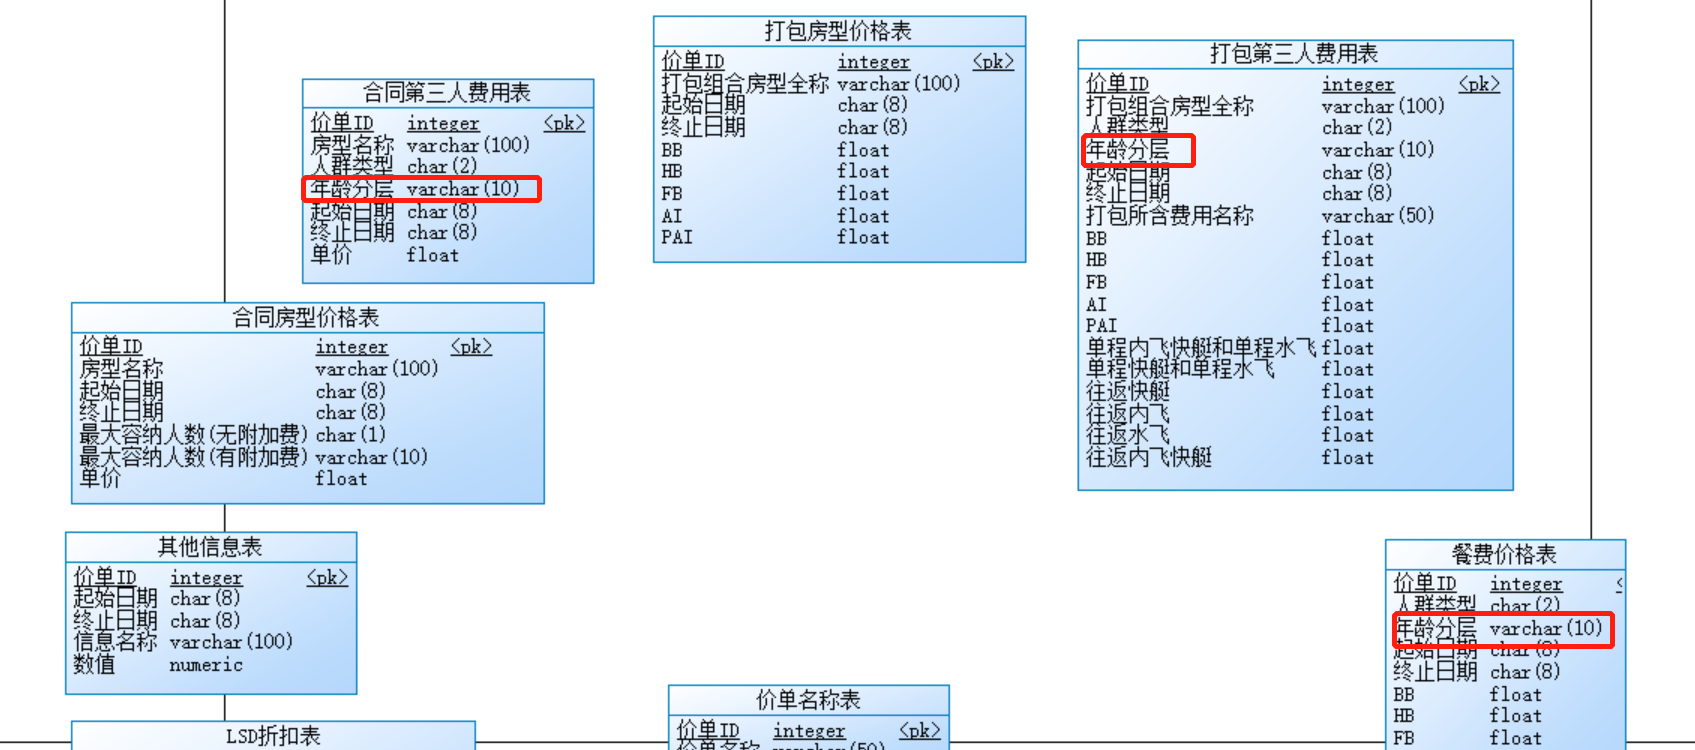 合同第三人费用表
价单ID integer <pk>
房型名称 varchar(100)
人群类型 char(2)
年龄分层 varchar(10)
起始日期 char(8)
终止日期 char(8)
单价 float
打包房型价格表
价单ID integer <pk>
打包组合房型全称 varchar(100)
起始日期 char(8)
终止日期 char(8)
BB float
HB float
FB float
AI float
PAI float
打包第三人费用表
价单ID integer <pk>
打包组合房型全称 varchar(100)
人群类型 char(2)
年龄分层 varchar(10)
起始日期 char(8)
终止日期 char(8)
打包所含费用名称 varchar(50)
BB float
HB float
FB float
AI float
PAI float
单程内飞快艇和单程水飞 float
单程快艇和单程水飞 float
往返快艇 float
往返内飞 float
往返水飞 float
往返内飞快艇 float
合同房型价格表
价单ID integer <pk>
房型名称 varchar(100)
起始日期 char(8)
终止日期 char(8)
最大容纳人数(无附加费) char(1)
最大容纳人数(有附加费) varchar(10)
单价 float
其他信息表
价单ID integer <pk>
起始日期 char(8)
终止日期 char(8)
信息名称 varchar(100)
数值 numeric
餐费价格表
价单ID integer <
人群类型 char(2)
年龄分层 varchar(10)
起始日期 char(8)
终止日期 char(8)
BB float
HB float
FB float
LSD折扣表
价单名称表
价单ID integer <pk>
价单名称 varchar(50)